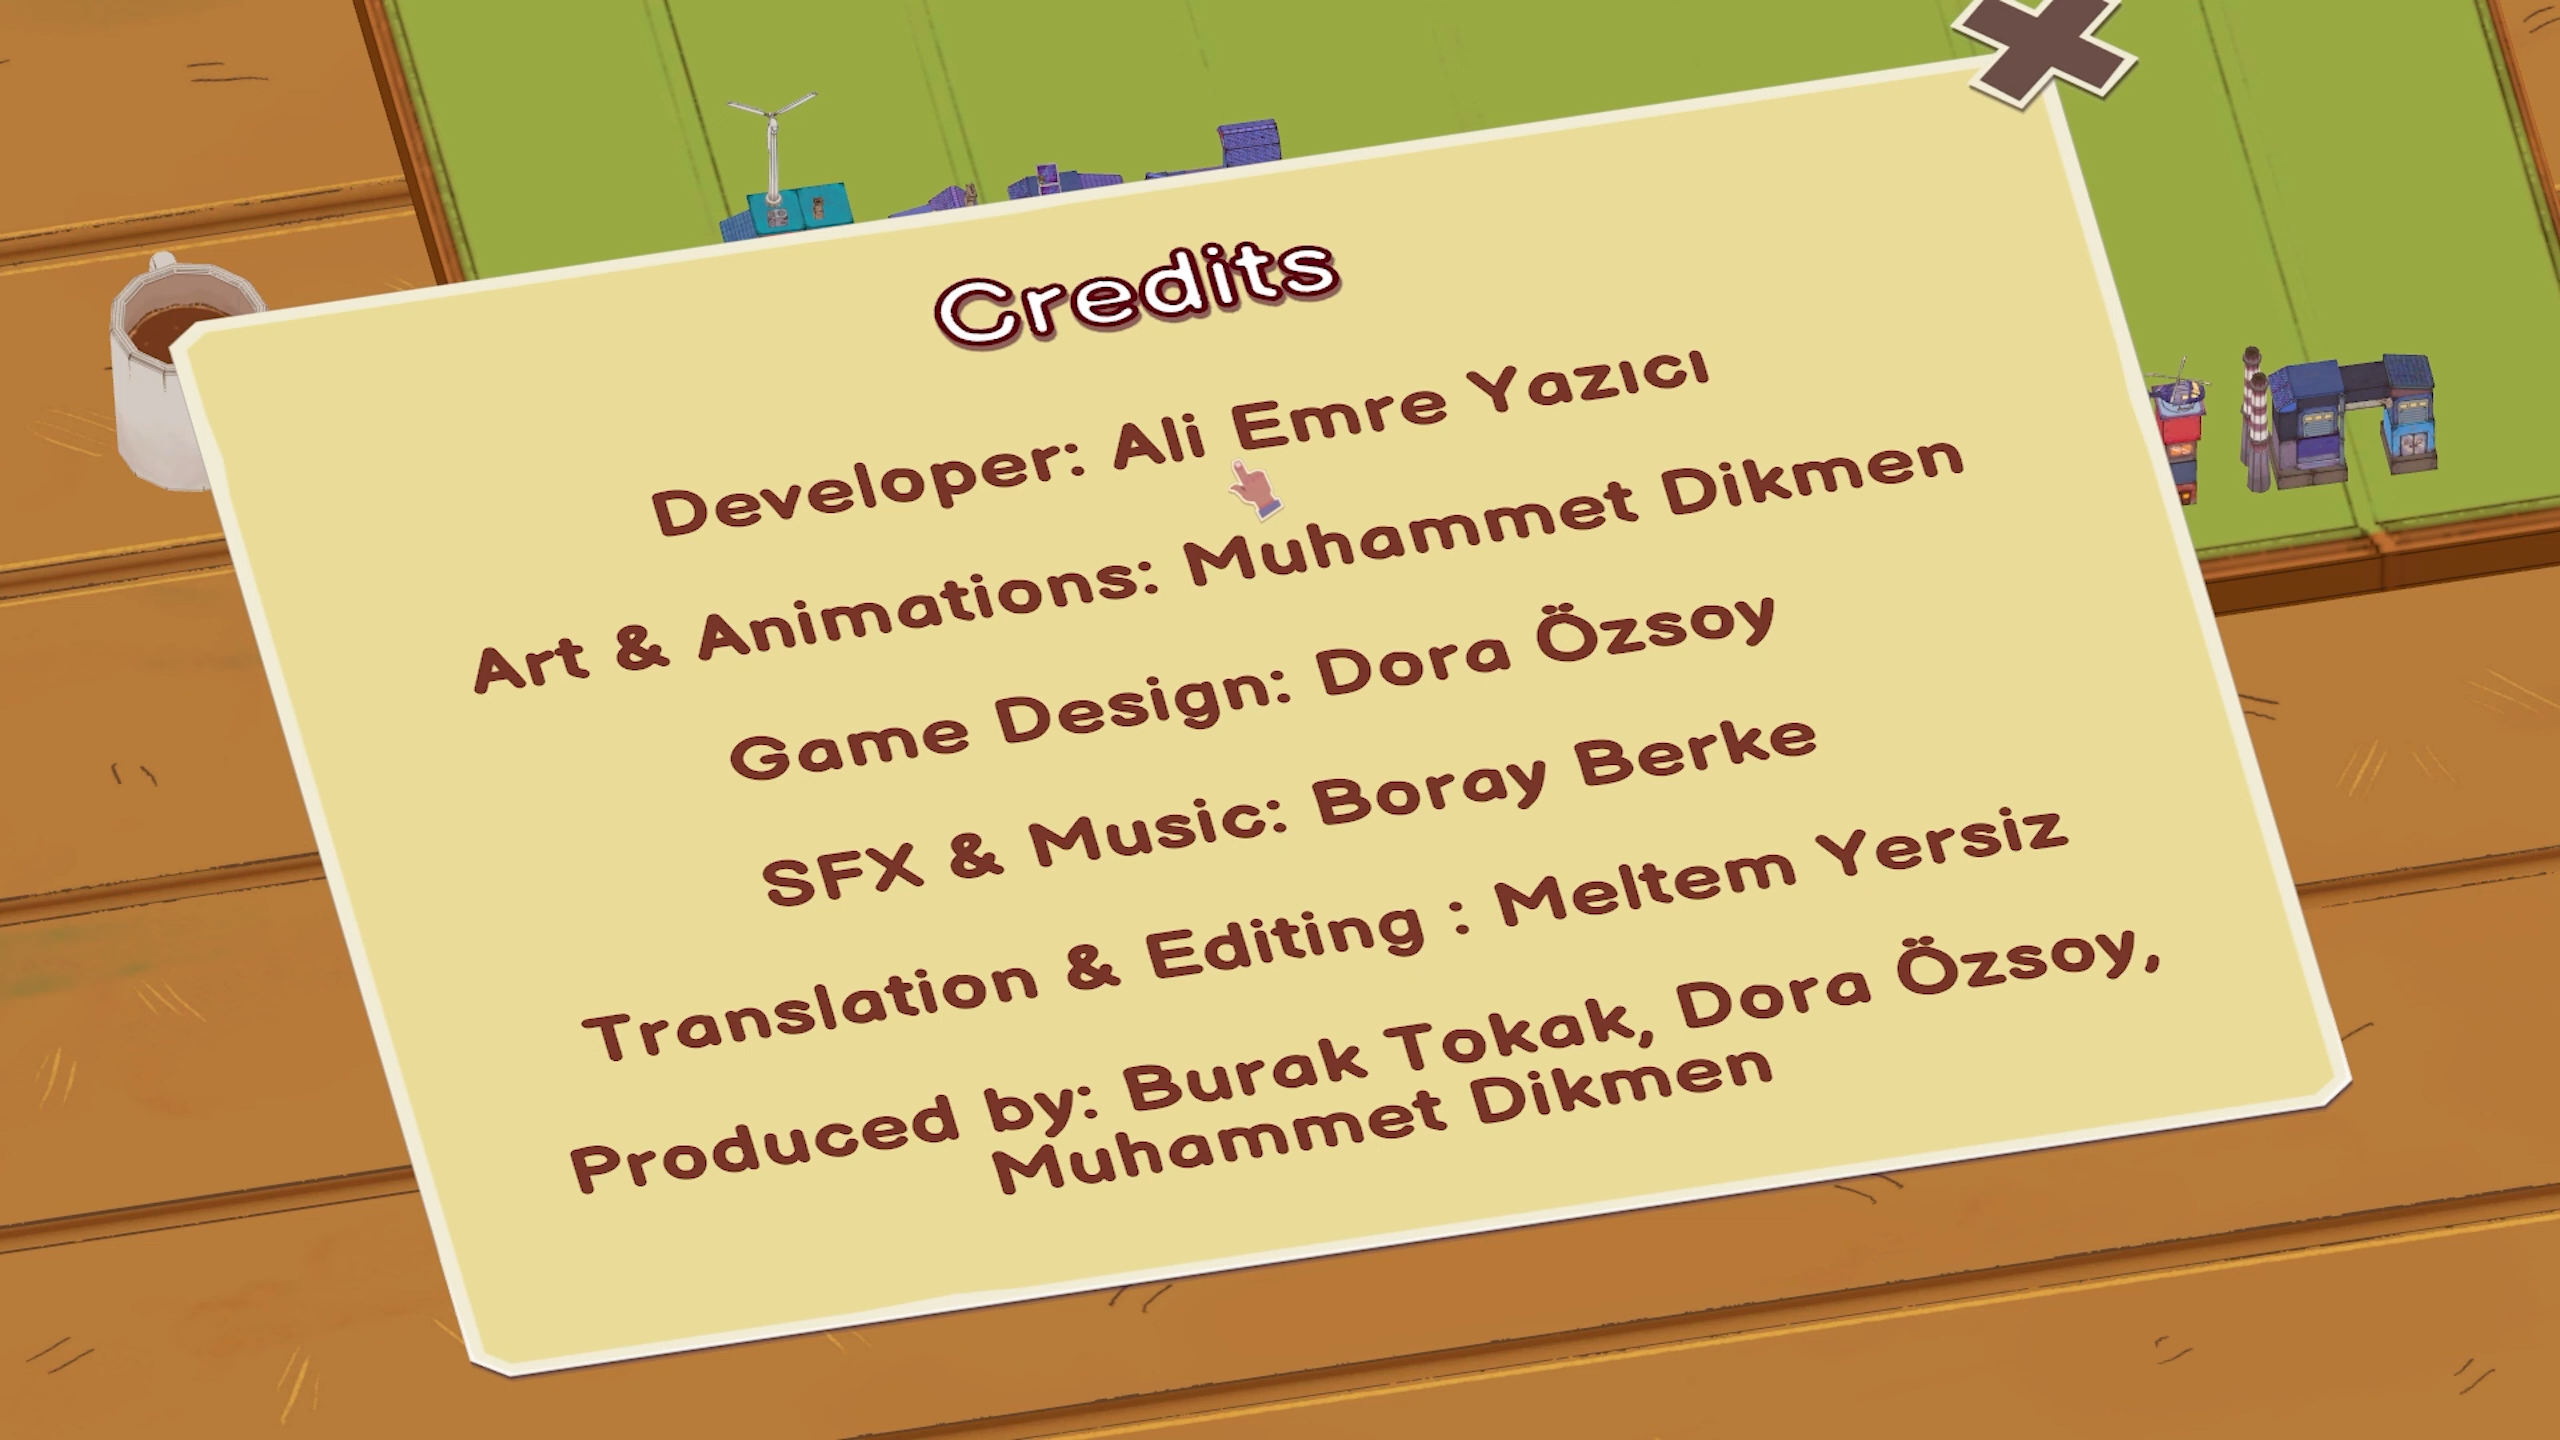 Credits
Developer: Ali Emre Yazıcı
Art & Animations: Muhammet Dikmen
Game Design: Dora Özsoy
SFX & Music: Boray Berke
Translation & Editing : Meltem Yersiz
Produced by: Burak Tokak, Dora Özsoy,
Muhammet Dikmen